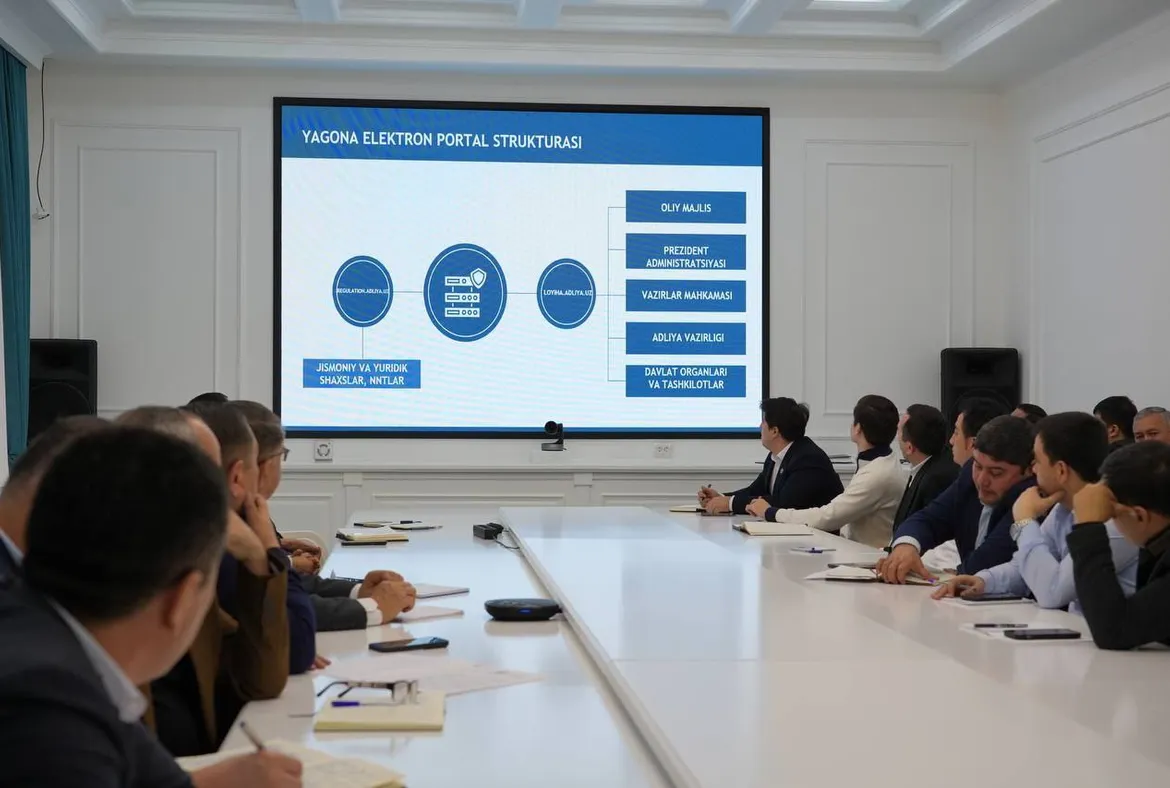 YAGONA ELEKTRON PORTAL STRUKTURASI
REGULATION.ADLIYA.UZ
JISMONIY VA YURIDIK
SHAXSLAR, NNTLAR
LOYIHA.ADLIYA.UZ
OLIY MAJLIS
PREZIDENT
ADMINISTRATSIYASI
VAZIRLAR MAHKAMASI
ADLIYA VAZIRLIGI
DAVLAT ORGANLARI
VA TASHKILOTLAR